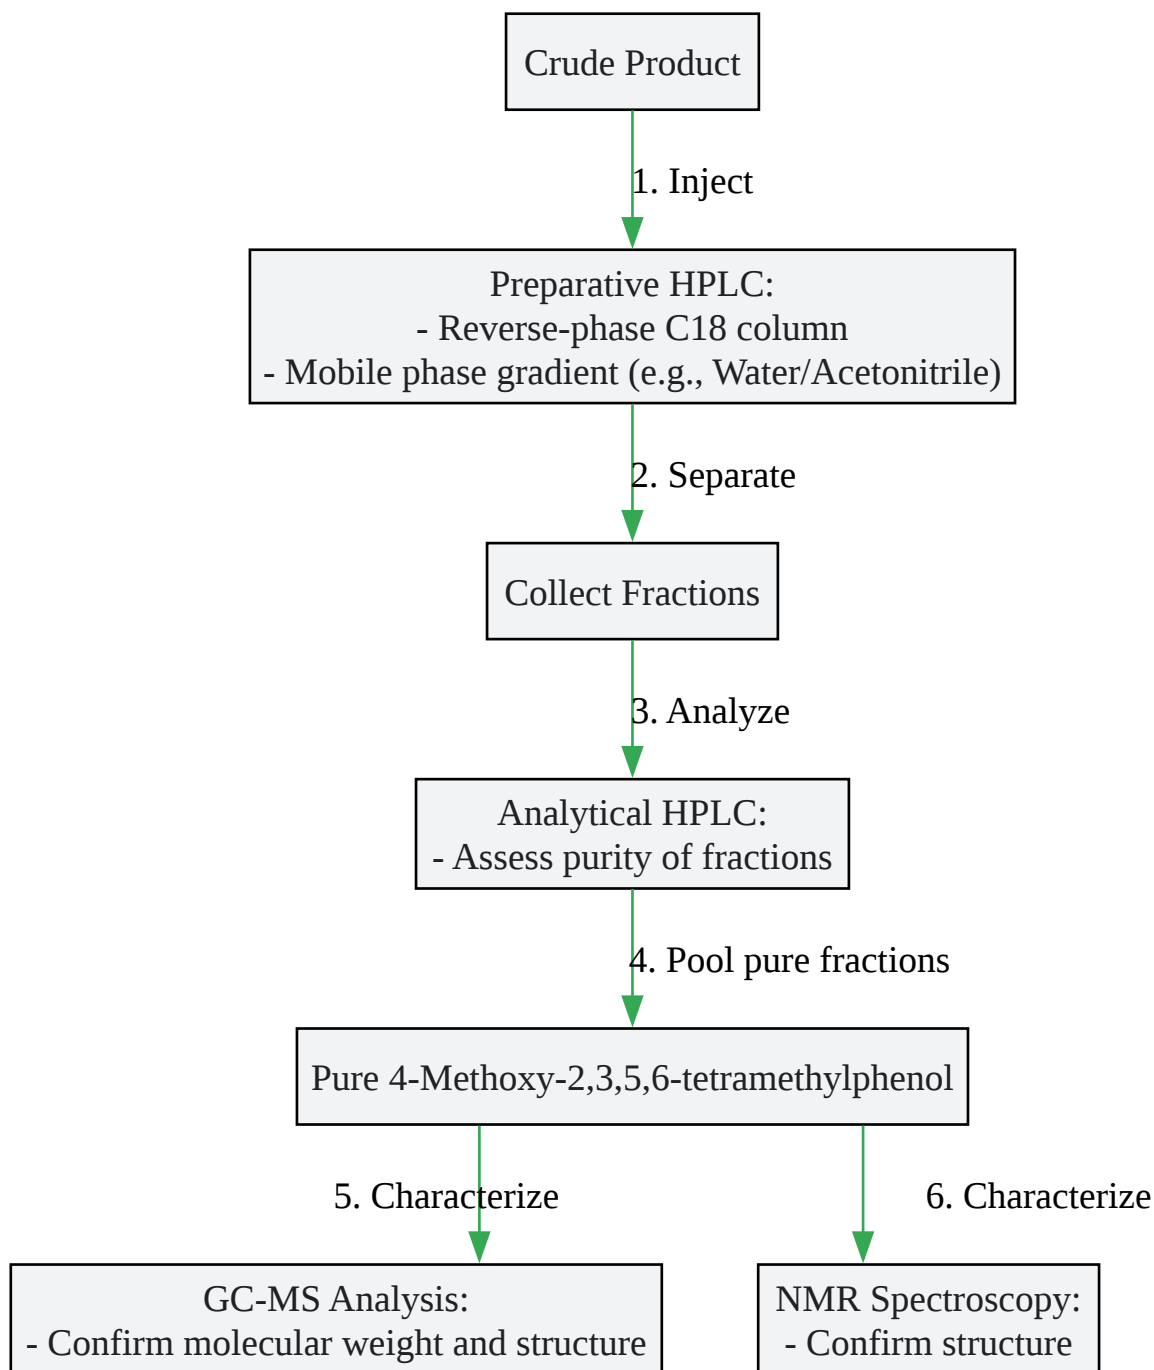 Crude Product
1. Inject
Preparative HPLC:
- Reverse-phase C18 column
- Mobile phase gradient (e.g., Water/Acetonitrile)
2. Separate
Collect Fractions
3. Analyze
Analytical HPLC:
- Assess purity of fractions
4. Pool pure fractions
Pure 4-Methoxy-2,3,5,6-tetramethylphenol
5. Characterize
6. Characterize
GC-MS Analysis:
- Confirm molecular weight and structure
NMR Spectroscopy:
- Confirm structure